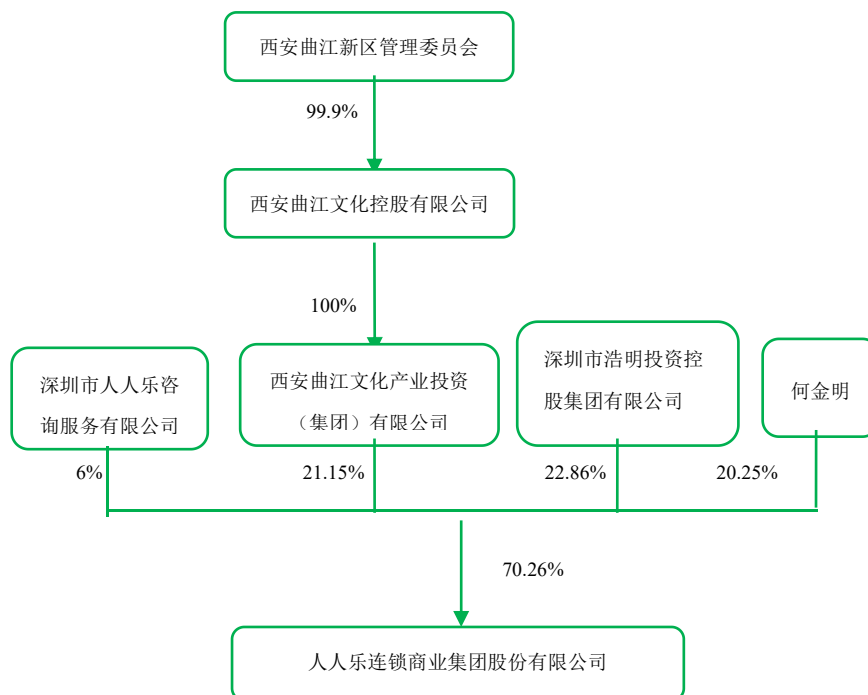 西安曲江新区管理委员会
99.9%
西安曲江文化控股有限公司
100%
深圳市人人乐咨
询服务有限公司
西安曲江文化产业投资
（集团）有限公司
深圳市浩明投资控
股集团有限公司
何金明
6%
21.15%
22.86%
20.25%
70.26%
人人乐连锁商业集团股份有限公司